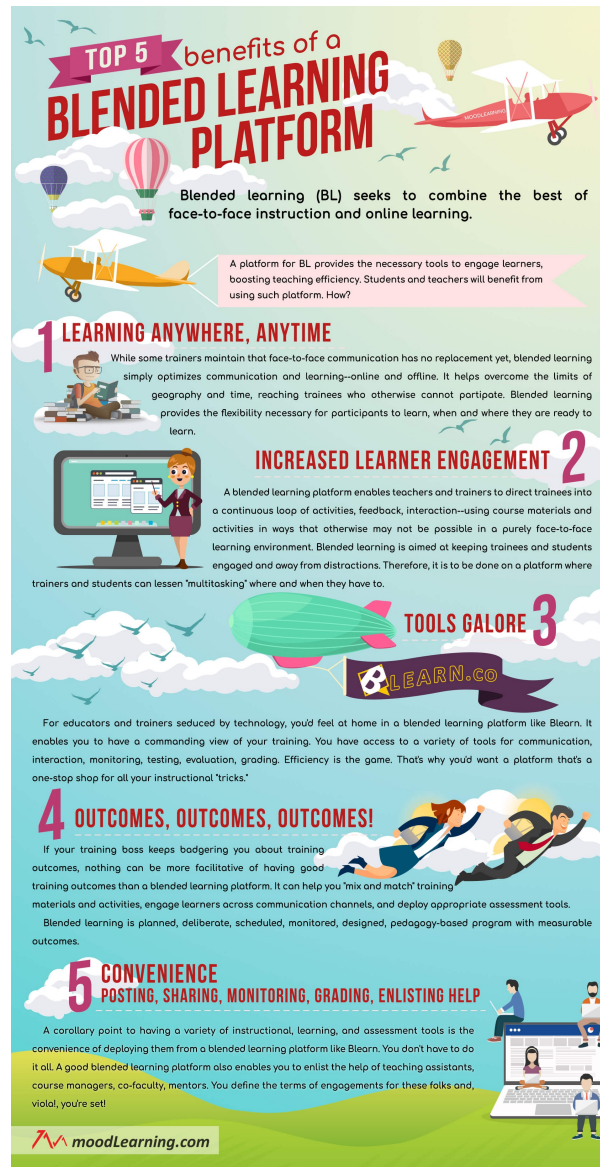 TOP 5 benefits of a
BLENDED LEARNING
PLATFORM
MOODLEARNING
Blended learning (BL) seeks to combine the best of
face-to-face instruction and online learning.
A platform for BL provides the necessary tools to engage learners,
boosting teaching efficiency. Students and teachers will benefit from
using such platform. How?
1 LEARNING ANYWHERE, ANYTIME
While some trainers maintain that face-to-face communication has no replacement yet, blended learning
simply optimizes communication and learning--online and offline. It helps overcome the limits of
geography and time, reaching trainees who otherwise cannot partipate. Blended learning
provides the flexibility necessary for participants to learn, when and where they are ready to
learn.
INCREASED LEARNER ENGAGEMENT 2
A blended learning platform enables teachers and trainers to direct trainees into
a continuous loop of activities, feedback, interaction--using course materials and
activities in ways that otherwise may not be possible in a purely face-to-face
learning environment. Blended learning is aimed at keeping trainees and students
engaged and away from distractions. Therefore, it is to be done on a platform where
trainers and students can lessen "multitasking" where and when they have to.
TOOLS GALORE 3
BLEARN.CO
For educators and trainers seduced by technology, you'd feel at home in a blended learning platform like Blearn. It
enables you to have a commanding view of your training. You have access to a variety of tools for communication,
interaction, monitoring, testing, evaluation, grading. Efficiency is the game. That's why you'd want a platform that's a
one-stop shop for all your instructional "tricks."
4 OUTCOMES, OUTCOMES, OUTCOMES!
If your training boss keeps badgering you about training
outcomes, nothing can be more facilitative of having good
training outcomes than a blended learning platform. It can help you "mix and match" training
materials and activities, engage learners across communication channels, and deploy appropriate assessment tools.
Blended learning is planned, deliberate, scheduled, monitored, designed, pedagogy-based program with measurable
outcomes.
5 CONVENIENCE
POSTING, SHARING, MONITORING, GRADING, ENLISTING HELP
A corollary point to having a variety of instructional, learning, and assessment tools is the
convenience of deploying them from a blended learning platform like Blearn. You don't have to do
it all. A good blended learning platform also enables you to enlist the help of teaching assistants,
course managers, co-faculty, mentors. You define the terms of engagements for these folks and,
viola!, you're set!
moodLearning.com